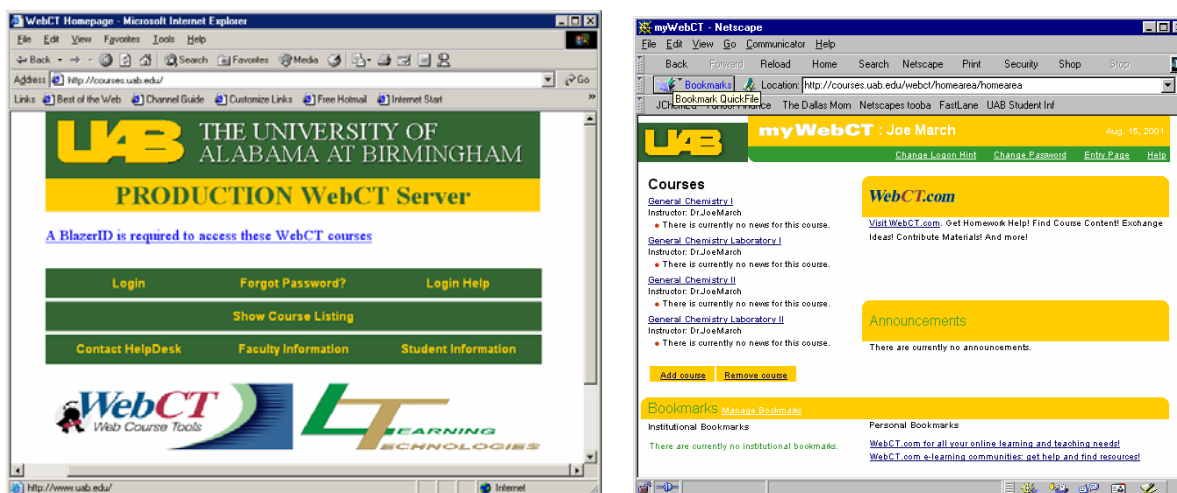 WebCT Homepage - Microsoft Internet Explorer
File Edit View Favorites Tools Help
Back Search Favorites Media
Address http://courses.uab.edu/ Go
Links Best of the Web Channel Guide Customize Links Free Hotmail Internet Start »
UAB THE UNIVERSITY OF
ALABAMA AT BIRMINGHAM
PRODUCTION WebCT Server
A BlazerID is required to access these WebCT courses
Login Forgot Password? Login Help
Show Course Listing
Contact HelpDesk Faculty Information Student Information
WebCT
Web Course Tools
LEARNING
TECHNOLOGIES
http://www.uab.edu/ Internet
myWebCT - Netscape
File Edit View Go Communicator Help
Back Forward Reload Home Search Netscape Print Security Shop Stop
Bookmarks Location: http://courses.uab.edu/webct/homearea/homearea
Bookmark QuickFile
The Dallas Morn Netscapes tooba FastLane UAB Student Inf
UAB
myWebCT : Joe March Aug. 15, 2001
Change Logon Hint Change Password Entry Page Help
Courses
General Chemistry I
Instructor: Dr.JoeMarch
• There is currently no news for this course.
General Chemistry Laboratory I
Instructor: Dr.JoeMarch
• There is currently no news for this course.
General Chemistry II
Instructor: Dr.JoeMarch
• There is currently no news for this course.
General Chemistry Laboratory II
Instructor: Dr.JoeMarch
• There is currently no news for this course.
Add course Remove course
WebCT.com
Visit WebCT.com. Get Homework Help! Find Course Content! Exchange
Ideas! Contribute Materials! And more!
Announcements
There are currently no announcements.
Bookmarks Manage Bookmarks
Institutional Bookmarks
There are currently no institutional bookmarks.
Personal Bookmarks
WebCT.com for all your online learning and teaching needs!
WebCT.com e-learning communities: get help and find resources!